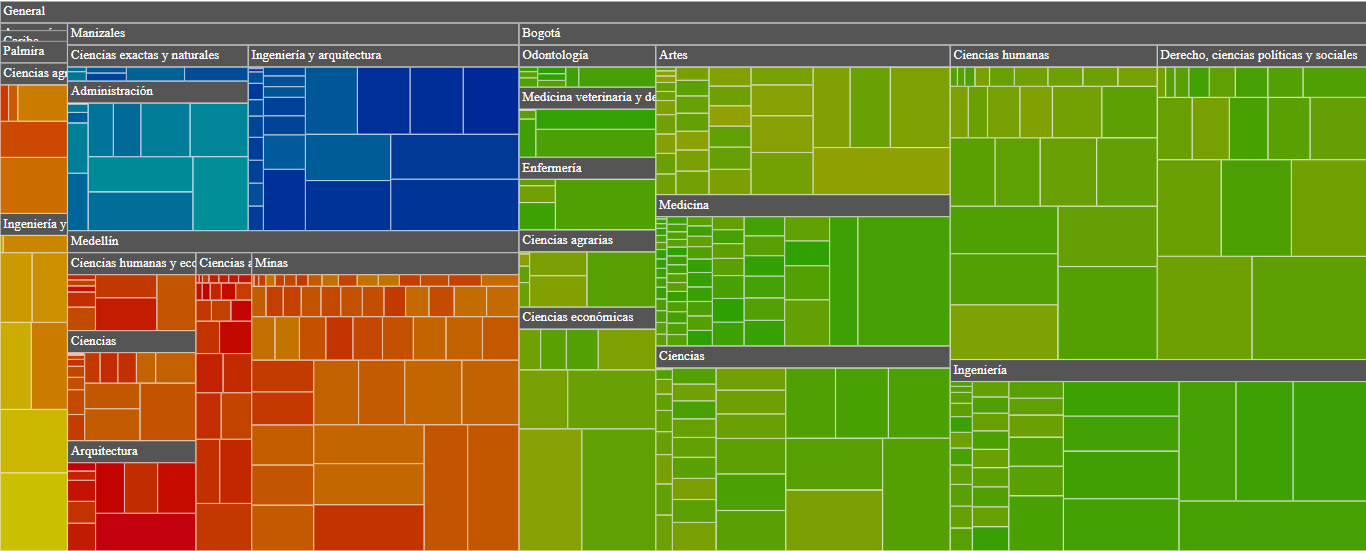 General
Manizales
Bogotá
Caribe
Palmira
Ciencias exactas y naturales
Ingeniería y arquitectura
Odontología
Artes
Ciencias humanas
Derecho, ciencias políticas y sociales
Ciencias agr
Administración
Medicina veterinaria y de
Enfermería
Medicina
Ingeniería y
Medellín
Ciencias agrarias
Ciencias humanas y eco
Ciencias a
Minas
Ciencias económicas
Ciencias
Ciencias
Ingeniería
Arquitectura